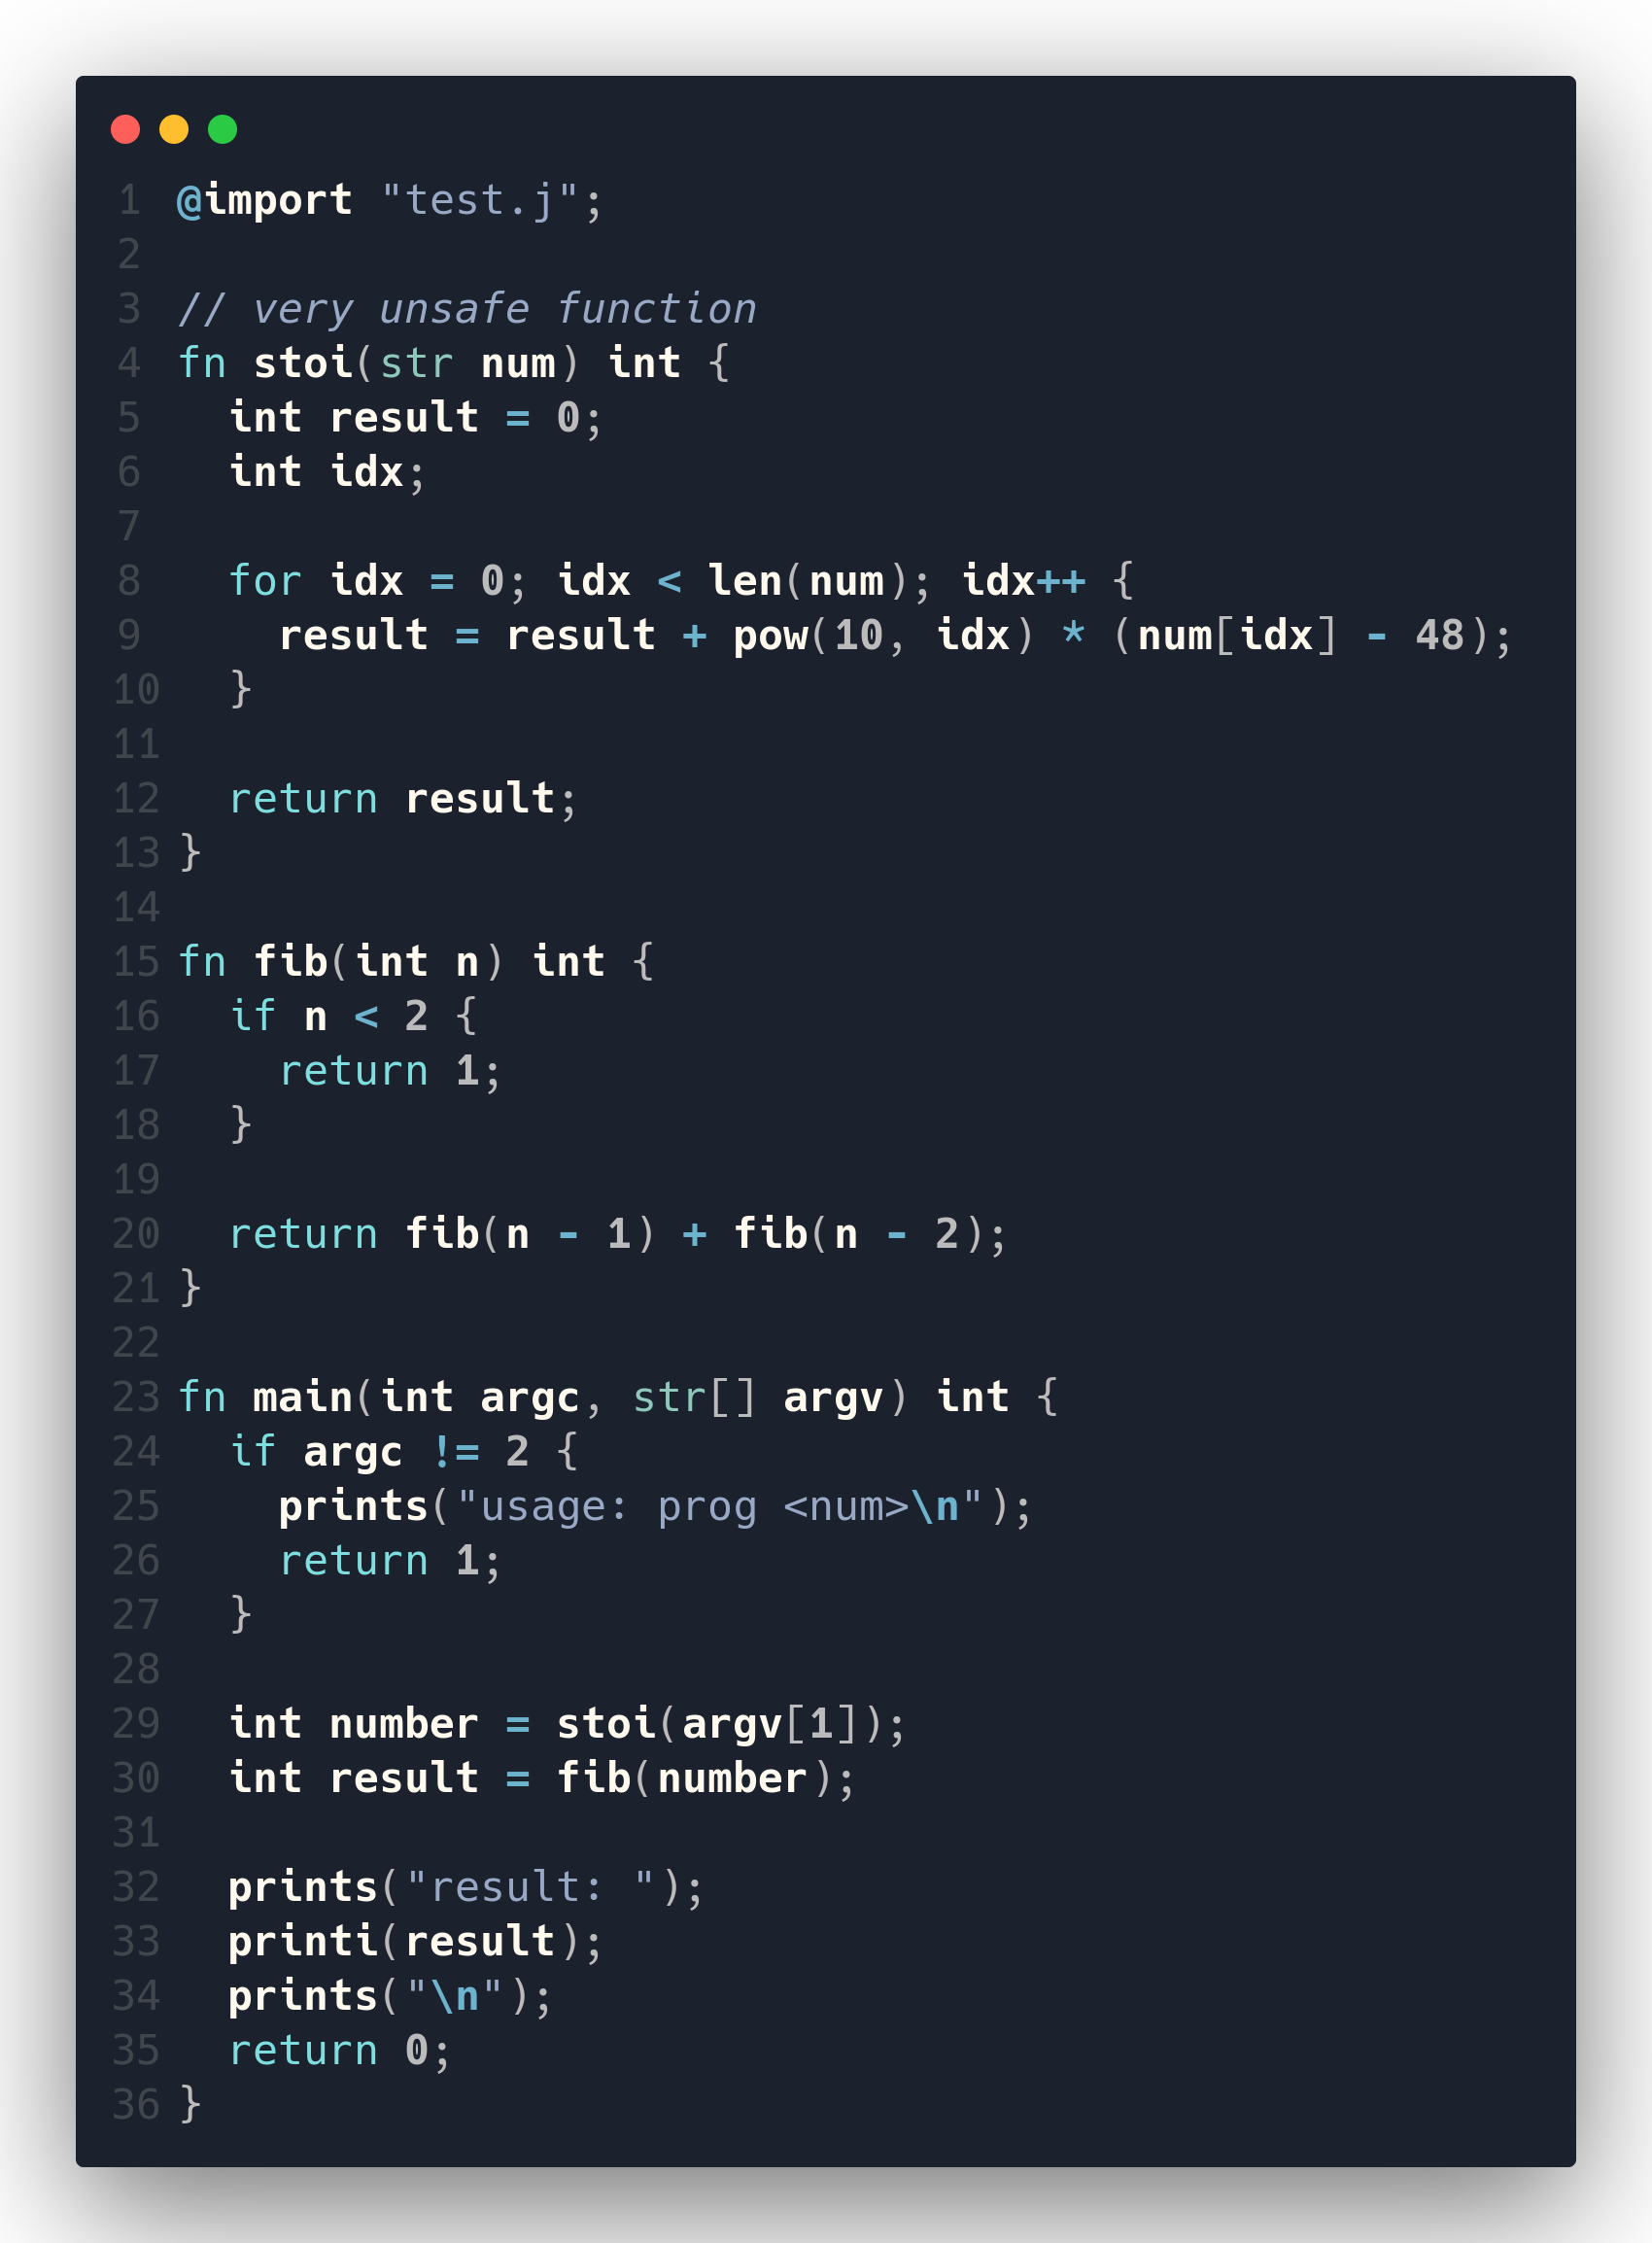 1 @import "test.j";
2
3 // very unsafe function
4 fn stoi(str num) int {
5   int result = 0;
6   int idx;
7
8   for idx = 0; idx < len(num); idx++ {
9     result = result + pow(10, idx) * (num[idx] - 48);
10   }
11
12   return result;
13 }
14
15 fn fib(int n) int {
16   if n < 2 {
17     return 1;
18   }
19
20   return fib(n - 1) + fib(n - 2);
21 }
22
23 fn main(int argc, str[] argv) int {
24   if argc != 2 {
25     prints("usage: prog <num>\n");
26     return 1;
27   }
28
29   int number = stoi(argv[1]);
30   int result = fib(number);
31
32   prints("result: ");
33   printi(result);
34   prints("\n");
35   return 0;
36 }